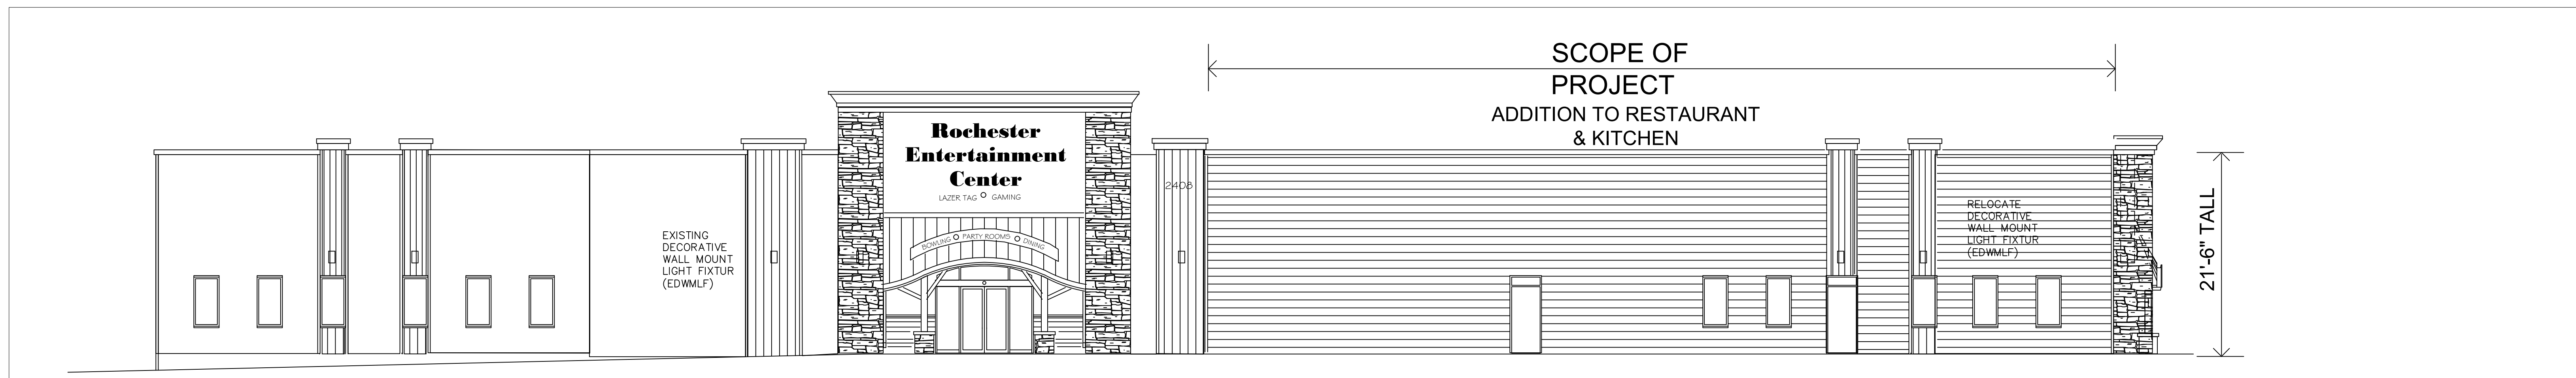 SCOPE OF
PROJECT
ADDITION TO RESTAURANT
& KITCHEN
Rochester
Entertainment
Center
LAZER TAG O GAMING
BOWLING O PARTY ROOMS O DINING
2408
EXISTING
DECORATIVE
WALL MOUNT
LIGHT FIXTUR
(EDWMLF)
RELOCATE
DECORATIVE
WALL MOUNT
LIGHT FIXTUR
(EDWMLF)
21'-6" TALL